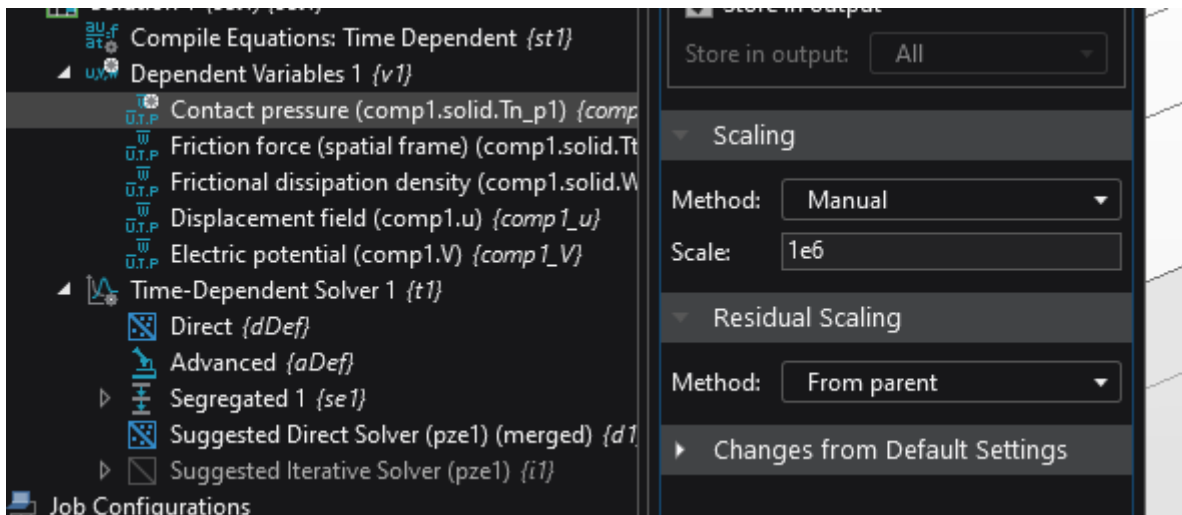 Compile Equations: Time Dependent {st1}
Dependent Variables 1 {v1}
Contact pressure (comp1.solid.Tn_p1) {comp
Friction force (spatial frame) (comp1.solid.Tt
Frictional dissipation density (comp1.solid.W
Displacement field (comp1.u) {comp1_u}
Electric potential (comp1.V) {comp1_V}
Time-Dependent Solver 1 {t1}
Direct {dDef}
Advanced {aDef}
Segregated 1 {se1}
Suggested Direct Solver (pze1) (merged) {d1
Suggested Iterative Solver (pze1) {i1}
Job Configurations
Store in output
Store in output: All
Scaling
Method: Manual
Scale: 1e6
Residual Scaling
Method: From parent
Changes from Default Settings